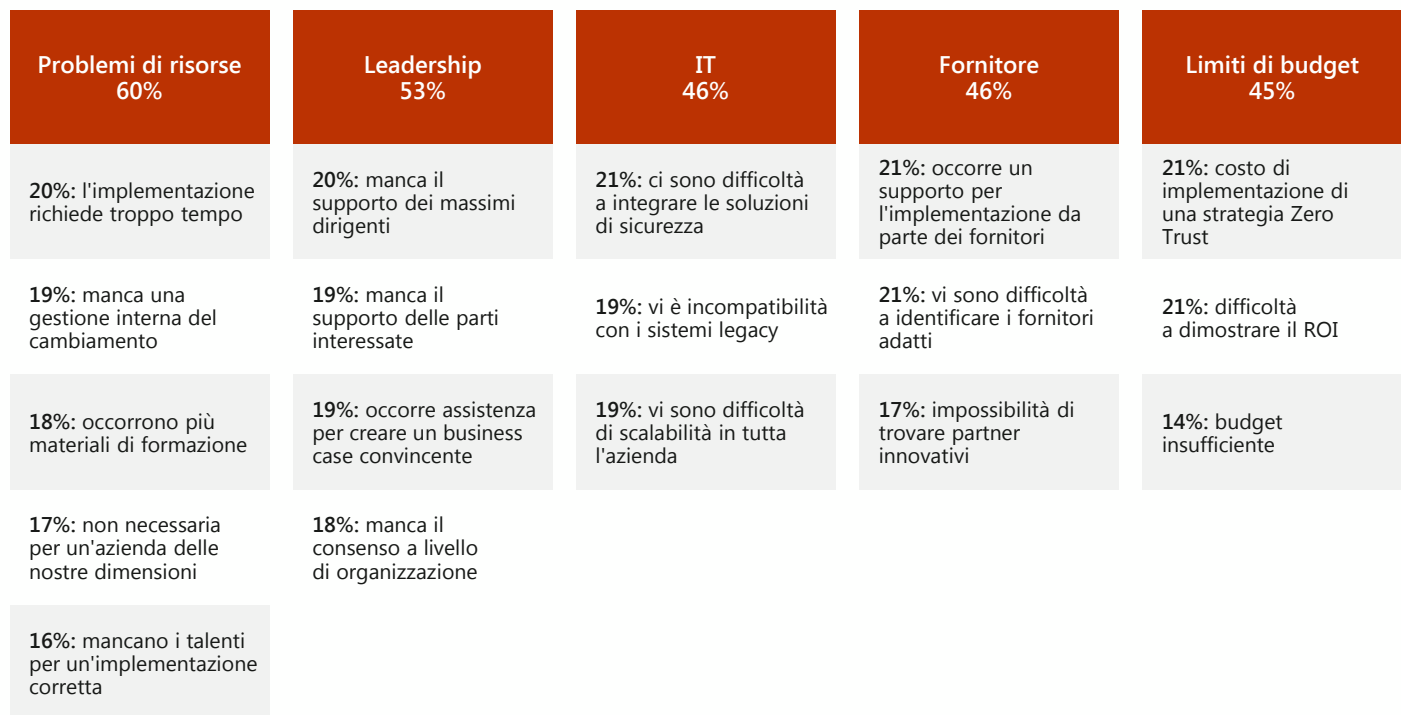 Problemi di risorse
60%
20%: l'implementazione
richiede troppo tempo
19%: manca una
gestione interna del
cambiamento
18%: occorrono più
materiali di formazione
17%: non necessaria
per un'azienda delle
nostre dimensioni
16%: mancano i talenti
per un'implementazione
corretta
Leadership
53%
20%: manca il
supporto dei massimi
dirigenti
19%: manca il
supporto delle parti
interessate
19%: occorre assistenza
per creare un business
case convincente
18%: manca il
consenso a livello
di organizzazione
IT
46%
21%: ci sono difficoltà
a integrare le soluzioni
di sicurezza
19%: vi è incompatibilità
con i sistemi legacy
19%: vi sono difficoltà
di scalabilità in tutta
l'azienda
Fornitore
46%
21%: occorre un
supporto per
l'implementazione da
parte dei fornitori
21%: vi sono difficoltà
a identificare i fornitori
adatti
17%: impossibilità di
trovare partner
innovativi
Limiti di budget
45%
21%: costo di
implementazione di
una strategia Zero
Trust
21%: difficoltà
a dimostrare il ROI
14%: budget
insufficiente